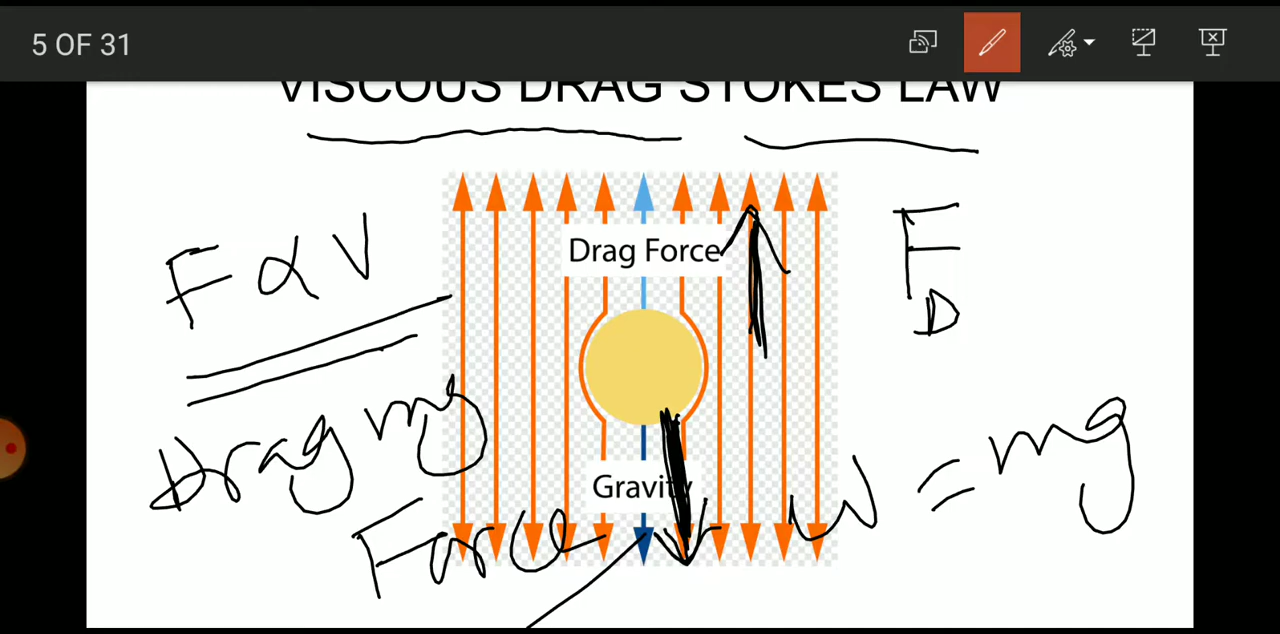 5 OF 31
VISCOUS DRAG STOKES LAW
F α V
Drag Force
F
D
Drag mg
Force
Gravity
W = mg